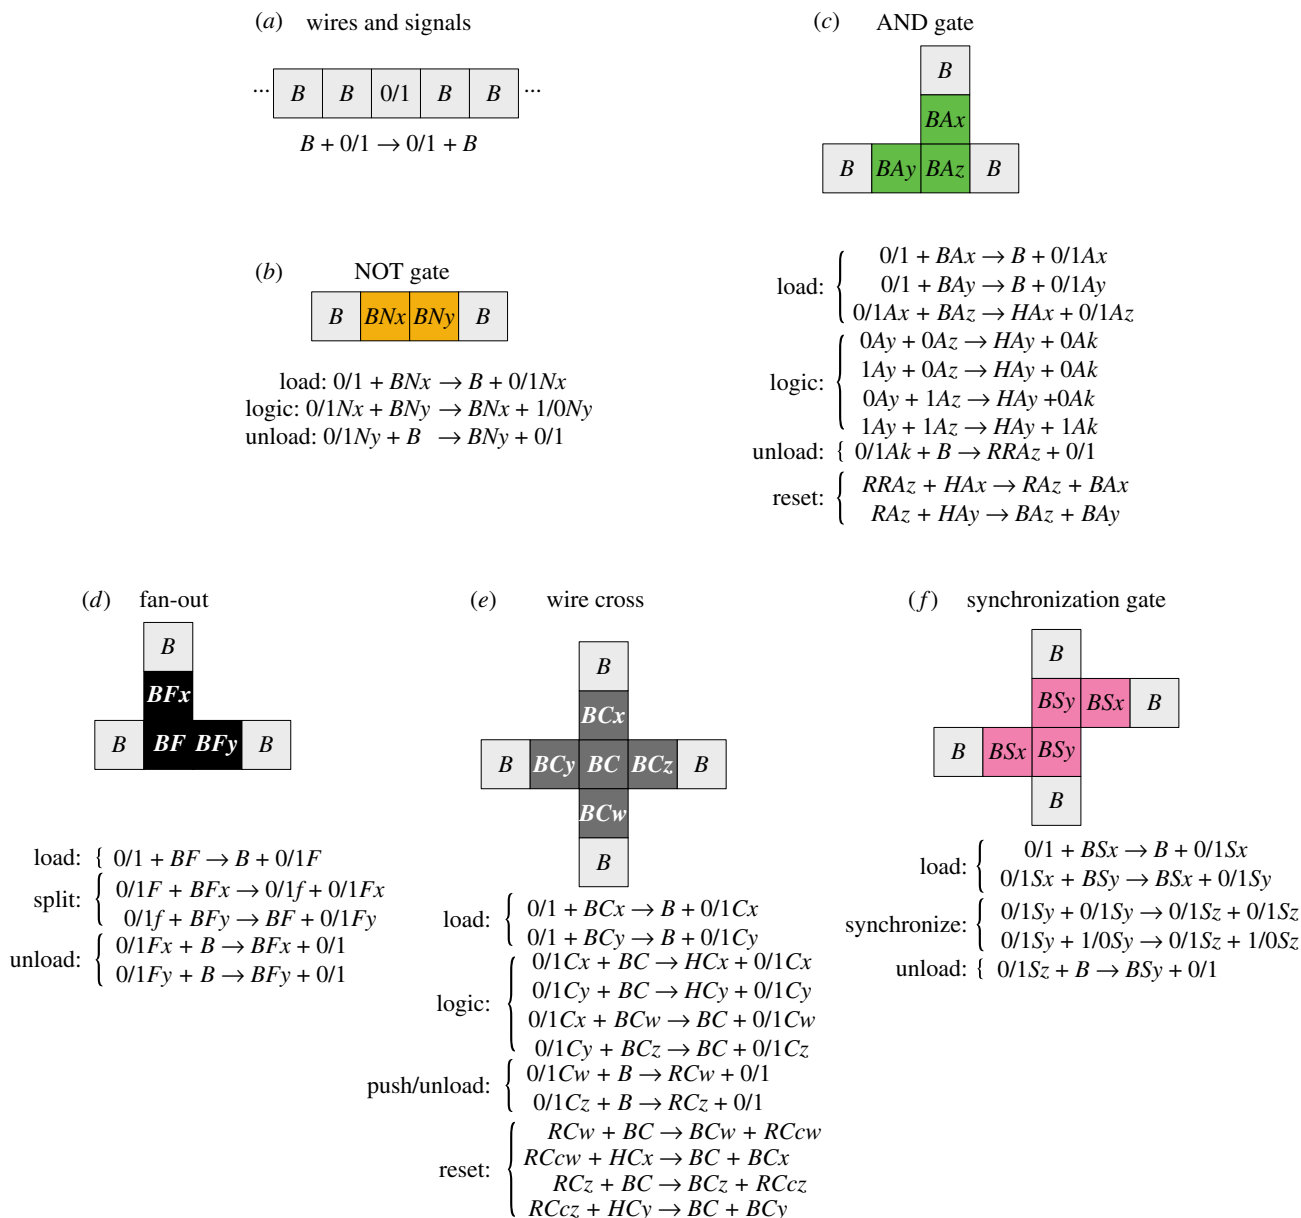 (a) wires and signals
... B B 0/1 B B ...
B + 0/1 → 0/1 + B
(b) NOT gate
B BNx BNy B
load: 0/1 + BNx → B + 0/1Nx
logic: 0/1Nx + BNy → BNx + 1/0Ny
unload: 0/1Ny + B → BNy + 0/1
(c) AND gate
B
BAx
B BAy BAz B
load:
0/1 + BAx → B + 0/1Ax
0/1 + BAy → B + 0/1Ay
0/1Ax + BAz → HAx + 0/1Az
logic:
0Ay + 0Az → HAy + 0Ak
1Ay + 0Az → HAy + 0Ak
0Ay + 1Az → HAy +0Ak
1Ay + 1Az → HAy + 1Ak
unload: { 0/1Ak + B → RRAz + 0/1
reset:
RRAz + HAx → RAz + BAx
RAz + HAy → BAz + BAy
(d) fan-out
B
BFx
B BF BFy B
load: { 0/1 + BF → B + 0/1F
split:
0/1F + BFx → 0/1f + 0/1Fx
0/1f + BFy → BF + 0/1Fy
unload:
0/1Fx + B → BFx + 0/1
0/1Fy + B → BFy + 0/1
(e) wire cross
B
BCx
B BCy BC BCz B
BCw
B
load:
0/1 + BCx → B + 0/1Cx
0/1 + BCy → B + 0/1Cy
logic:
0/1Cx + BC → HCx + 0/1Cx
0/1Cy + BC → HCy + 0/1Cy
0/1Cx + BCw → BC + 0/1Cw
0/1Cy + BCz → BC + 0/1Cz
push/unload:
0/1Cw + B → RCw + 0/1
0/1Cz + B → RCz + 0/1
reset:
RCw + BC → BCw + RCcw
RCcw + HCx → BC + BCx
RCz + BC → BCz + RCcz
RCcz + HCy → BC + BCy
(f) synchronization gate
B
BSy BSx B
B BSx BSy
B
load:
0/1 + BSx → B + 0/1Sx
0/1Sx + BSy → BSx + 0/1Sy
synchronize:
0/1Sy + 0/1Sy → 0/1Sz + 0/1Sz
0/1Sy + 1/0Sy → 0/1Sz + 1/0Sz
unload: { 0/1Sz + B → BSy + 0/1